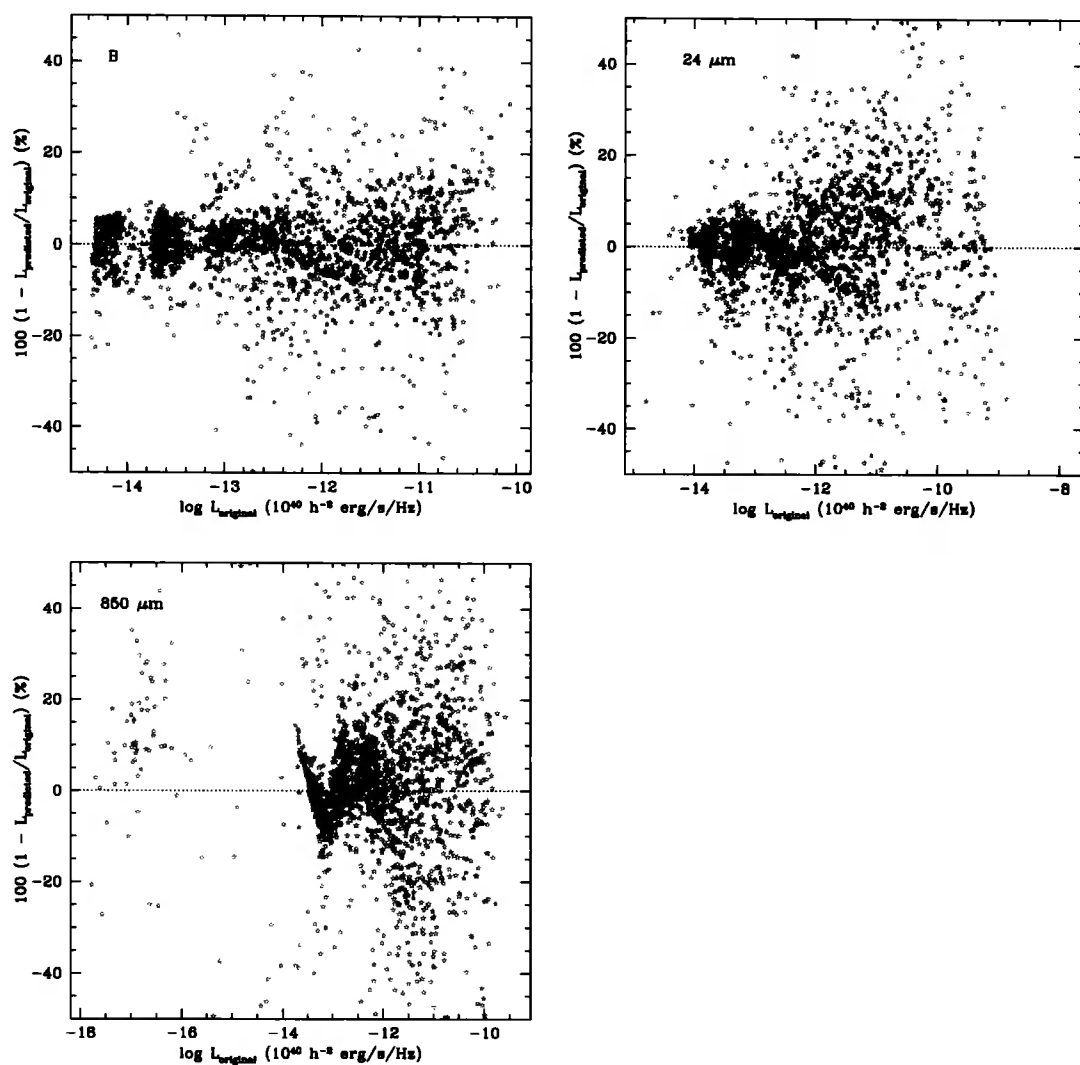 B
40
20
0
−20
−40
100 (1 - L_predicted/L_original) (%)
−14 −13 −12 −11 −10
log L_original (10^40 h^-2 erg/s/Hz)
24 μm
40
20
0
−20
−40
100 (1 - L_predicted/L_original) (%)
−14 −12 −10 −8
log L_original (10^40 h^-2 erg/s/Hz)
850 μm
40
20
0
−20
−40
100 (1 - L_predicted/L_original) (%)
−18 −16 −14 −12 −10
log L_original (10^40 h^-2 erg/s/Hz)